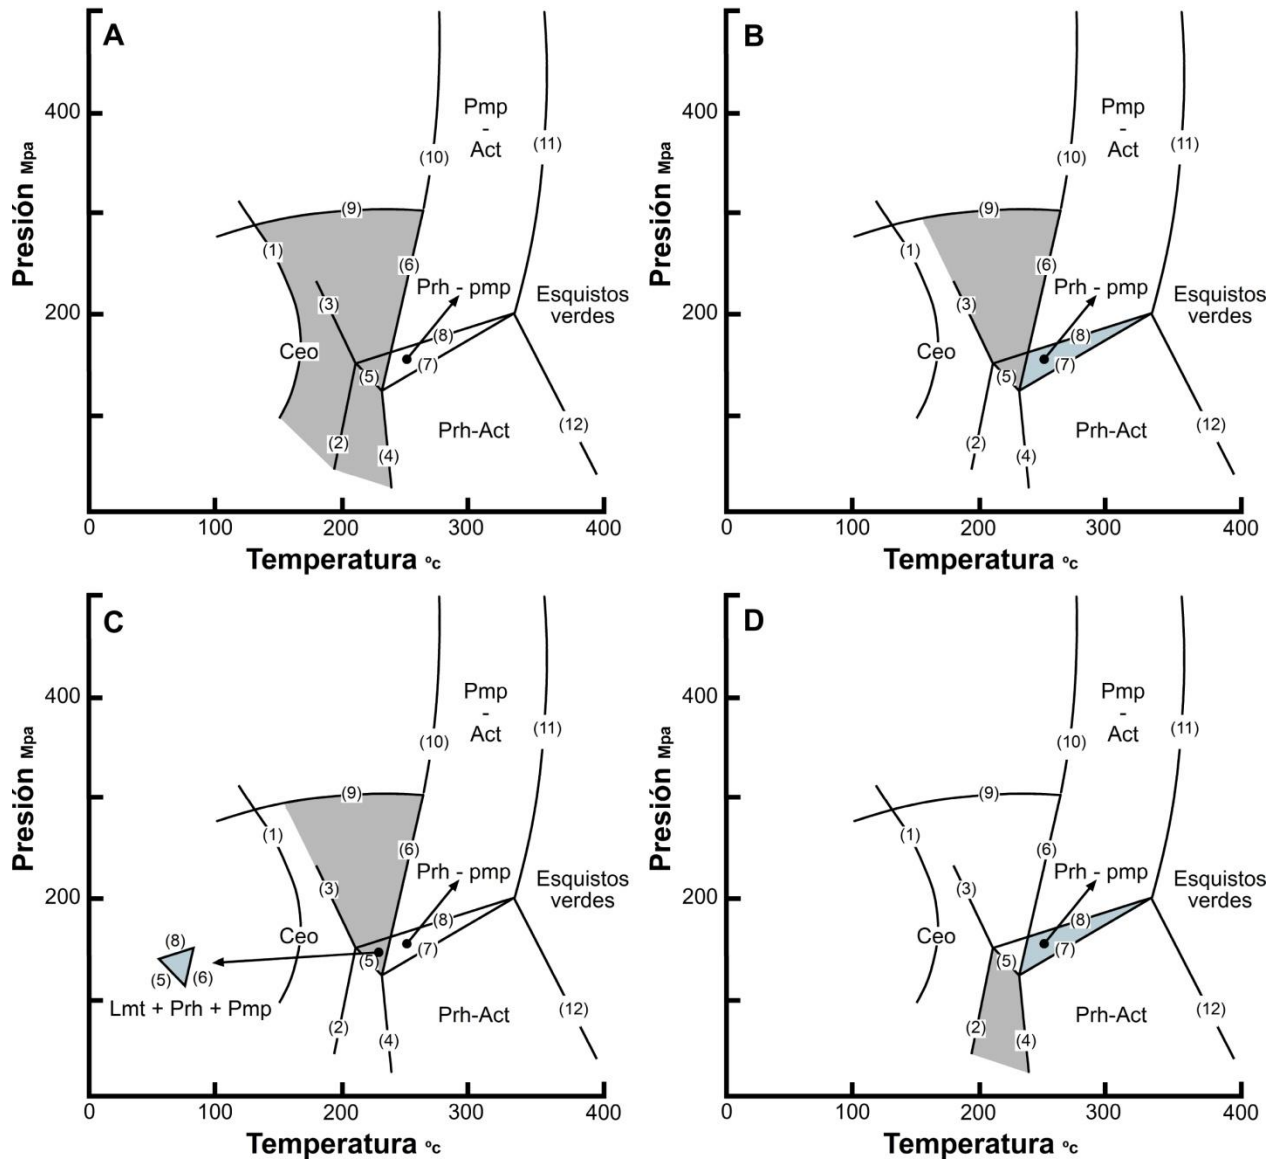 A
Presión Mpa
400
200
0
100
200
300
400
Temperatura ºc
Pmp
-
Act
(11)
(10)
(9)
(1)
(6)
(3)
Prh - pmp
Esquistos
verdes
(8)
Ceo
(7)
(5)
(2)
(4)
Prh-Act
(12)
B
Presión Mpa
400
200
0
100
200
300
400
Temperatura ºc
Pmp
-
Act
(11)
(10)
(9)
(1)
(6)
(3)
Prh - pmp
Esquistos
verdes
(8)
Ceo
(7)
(5)
(2)
(4)
Prh-Act
(12)
C
Presión Mpa
400
200
0
100
200
300
400
Temperatura ºc
Pmp
-
Act
(11)
(10)
(9)
(1)
(6)
(3)
Prh - pmp
Esquistos
verdes
(8)
Ceo
(7)
(5)
(8)
(5)
(6)
Lmt + Prh + Pmp
(2)
(4)
Prh-Act
(12)
D
Presión Mpa
400
200
0
100
200
300
400
Temperatura ºc
Pmp
-
Act
(11)
(10)
(9)
(1)
(6)
(3)
Prh - pmp
Esquistos
verdes
(8)
Ceo
(7)
(5)
(2)
(4)
Prh-Act
(12)